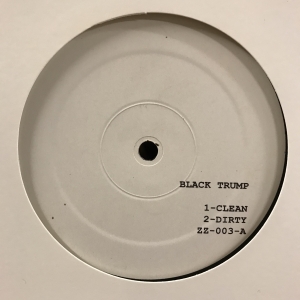 BLACK TRUMP
1-CLEAN
2-DIRTY
ZZ-003-A